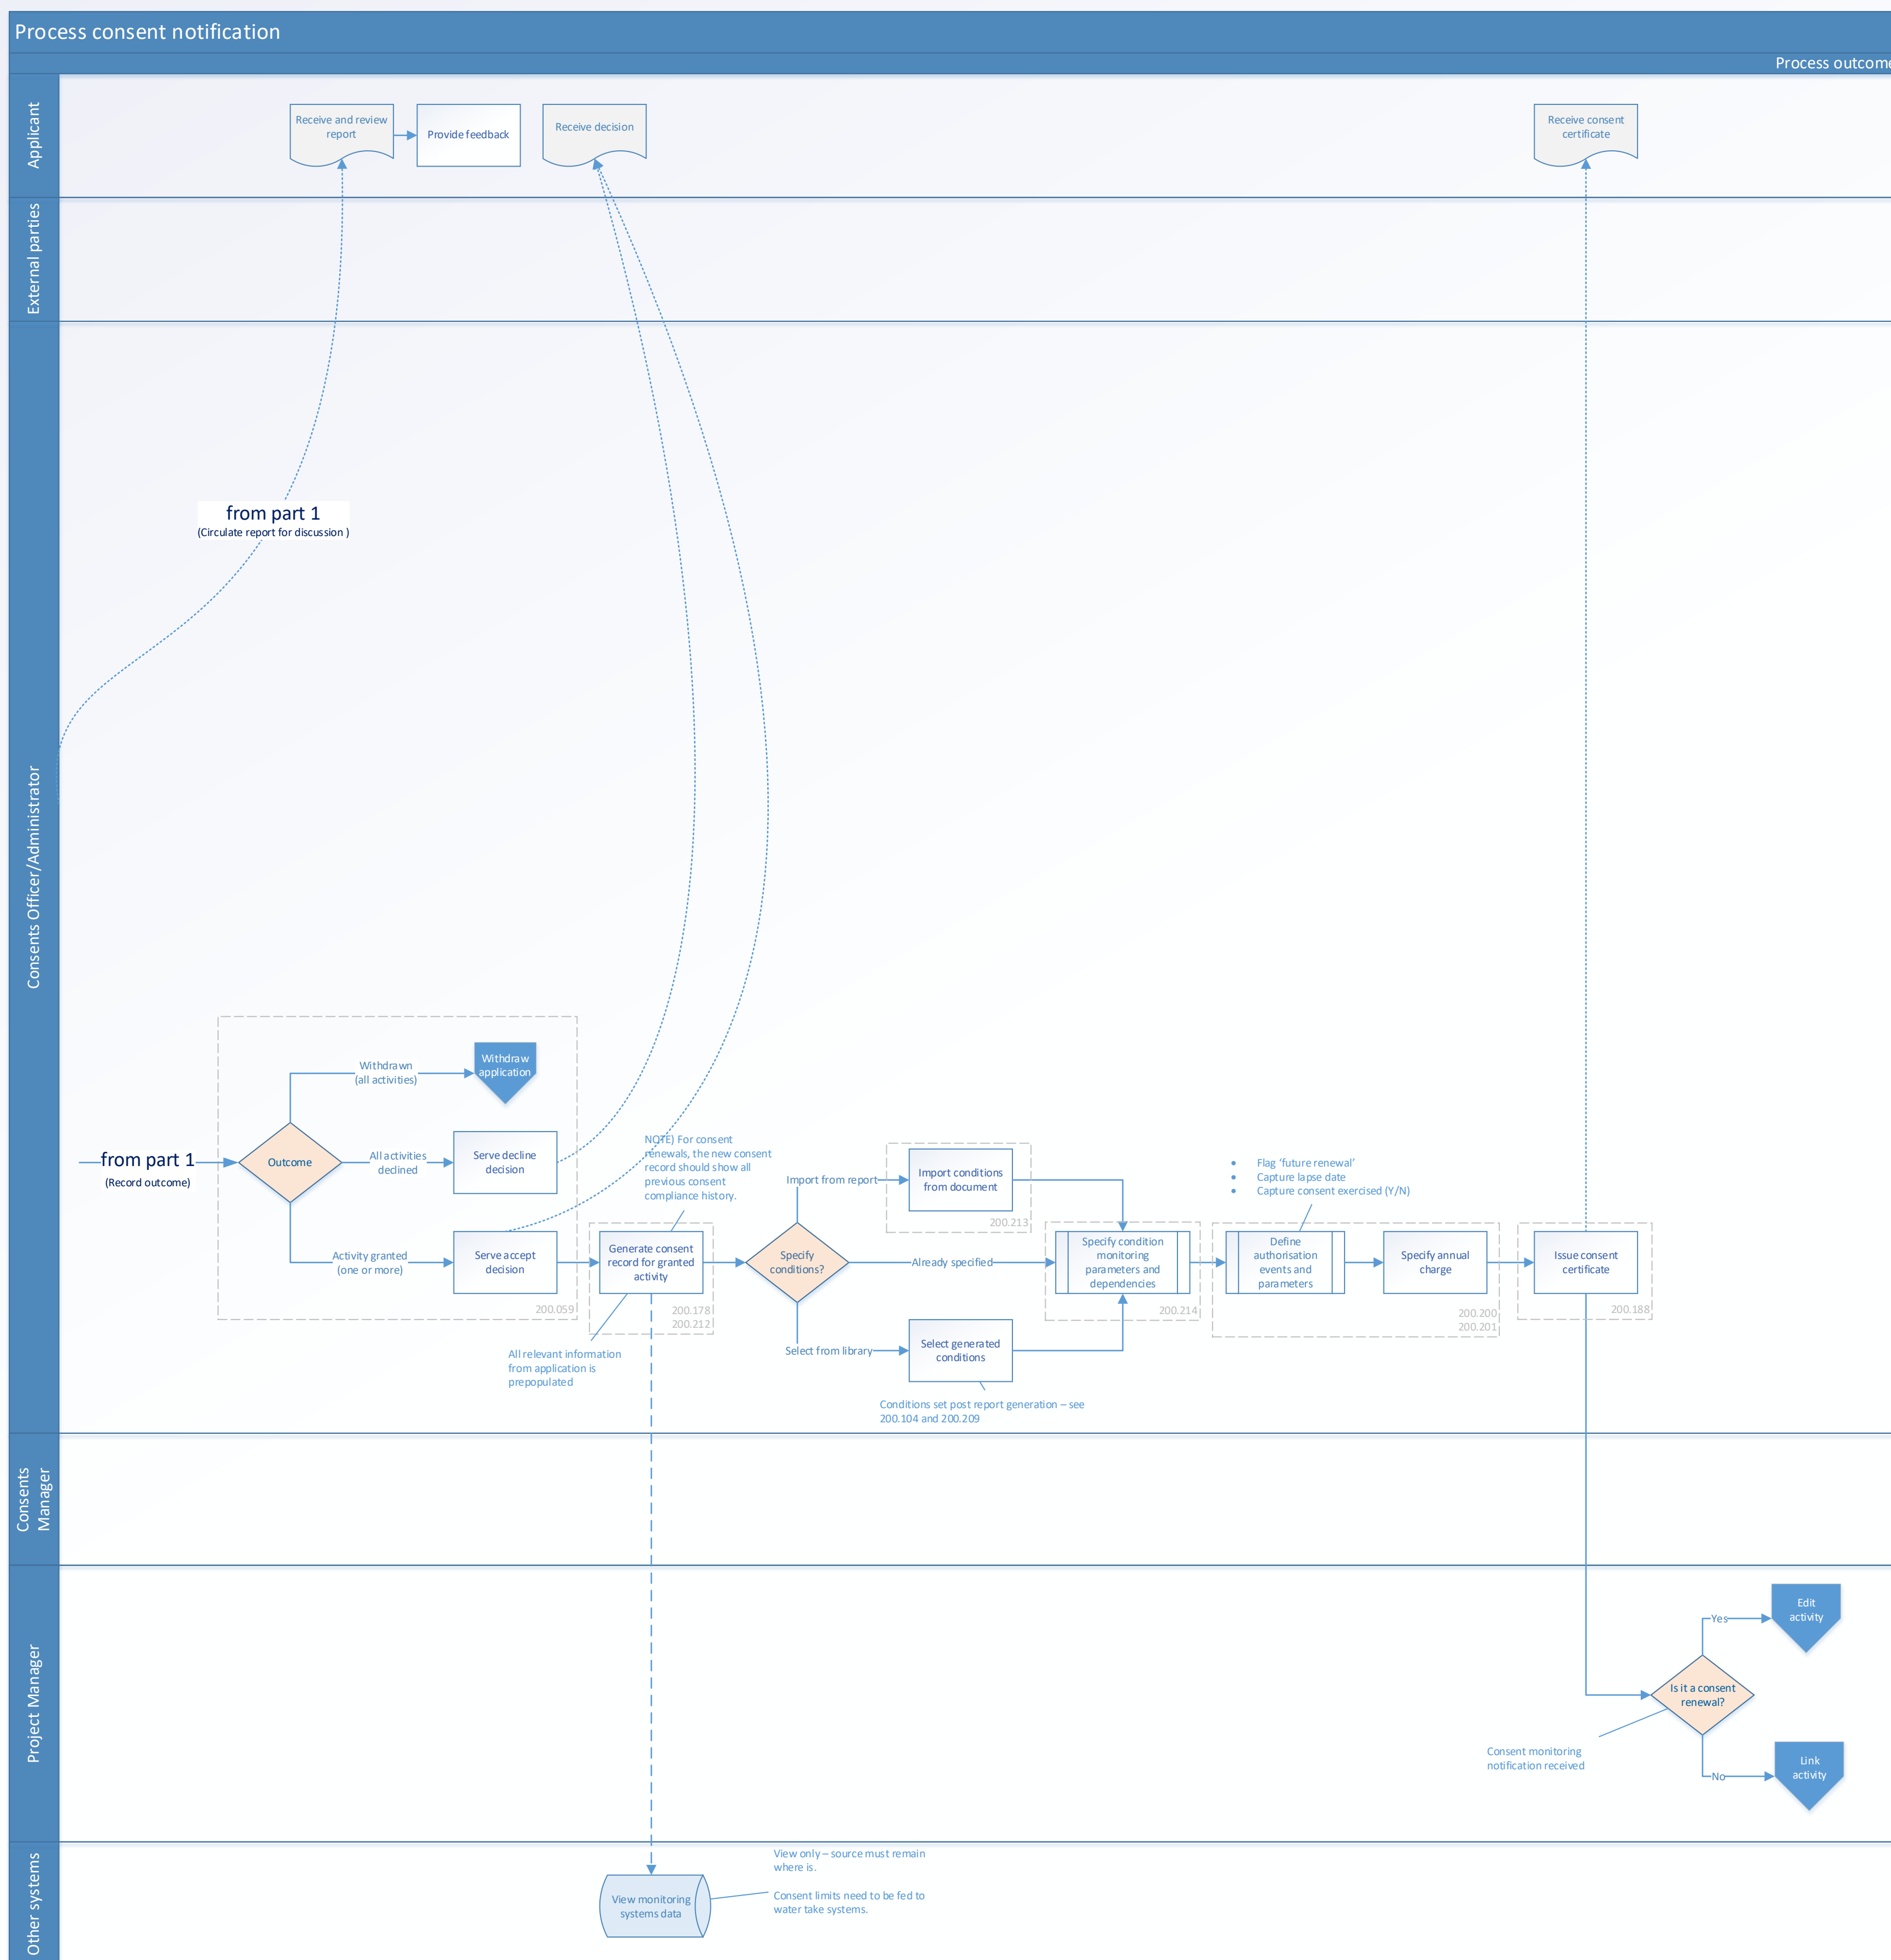 Process consent notification
Process outcome
Applicant
Receive and review
report
Provide feedback
Receive decision
Receive consent
certificate
External parties
Consents Officer/Administrator
from part 1
(Circulate report for discussion )
Withdrawn
(all activities)
Withdraw
application
from part 1
(Record outcome)
Outcome
All activities
declined
Serve decline
decision
Activity granted
(one or more)
Serve accept
decision
200.059
NOTE) For consent
renewals, the new consent
record should show all
previous consent
compliance history.
Generate consent
record for granted
activity
200.178
200.212
All relevant information
from application is
prepopulated
Specify
conditions?
Import from report
Import conditions
from document
200.213
Already specified
Select from library
Select generated
conditions
Conditions set post report generation – see
200.104 and 200.209
Specify condition
monitoring
parameters and
dependencies
200.214
• Flag ‘future renewal’
• Capture lapse date
• Capture consent exercised (Y/N)
Define
authorisation
events and
parameters
Specify annual
charge
200.200
200.201
Issue consent
certificate
200.188
Consents
Manager
Project Manager
Is it a consent
renewal?
Yes
Edit
activity
No
Link
activity
Consent monitoring
notification received
Other systems
View monitoring
systems data
View only – source must remain
where is.
Consent limits need to be fed to
water take systems.